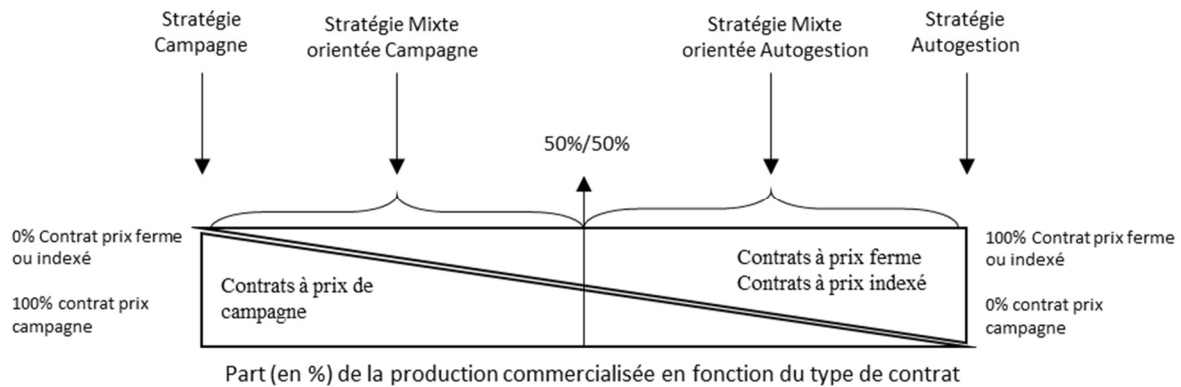 Stratégie
Campagne
Stratégie Mixte
orientée Campagne
Stratégie Mixte
orientée Autogestion
Stratégie
Autogestion
50%/50%
0% Contrat prix ferme
ou indexé
100% contrat prix
campagne
Contrats à prix de
campagne
Contrats à prix ferme
Contrats à prix indexé
100% Contrat prix ferme
ou indexé
0% contrat prix
campagne
Part (en %) de la production commercialisée en fonction du type de contrat